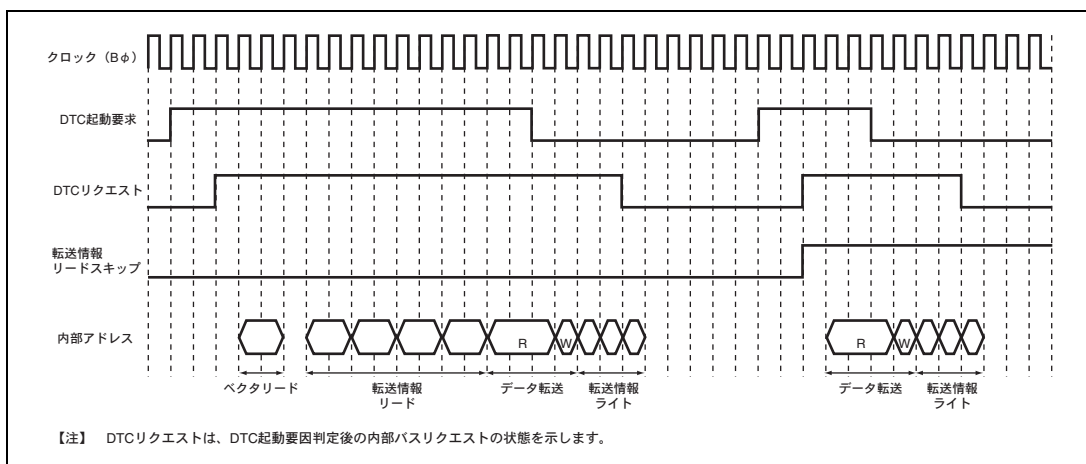 クロック（Bφ）
DTC起動要求
DTCリクエスト
転送情報
リードスキップ
内部アドレス
R
W
R
W
ベクタリード
転送情報
リード
データ転送
転送情報
ライト
データ転送
転送情報
ライト
【注】 DTCリクエストは、DTC起動要因判定後の内部バスリクエストの状態を示します。